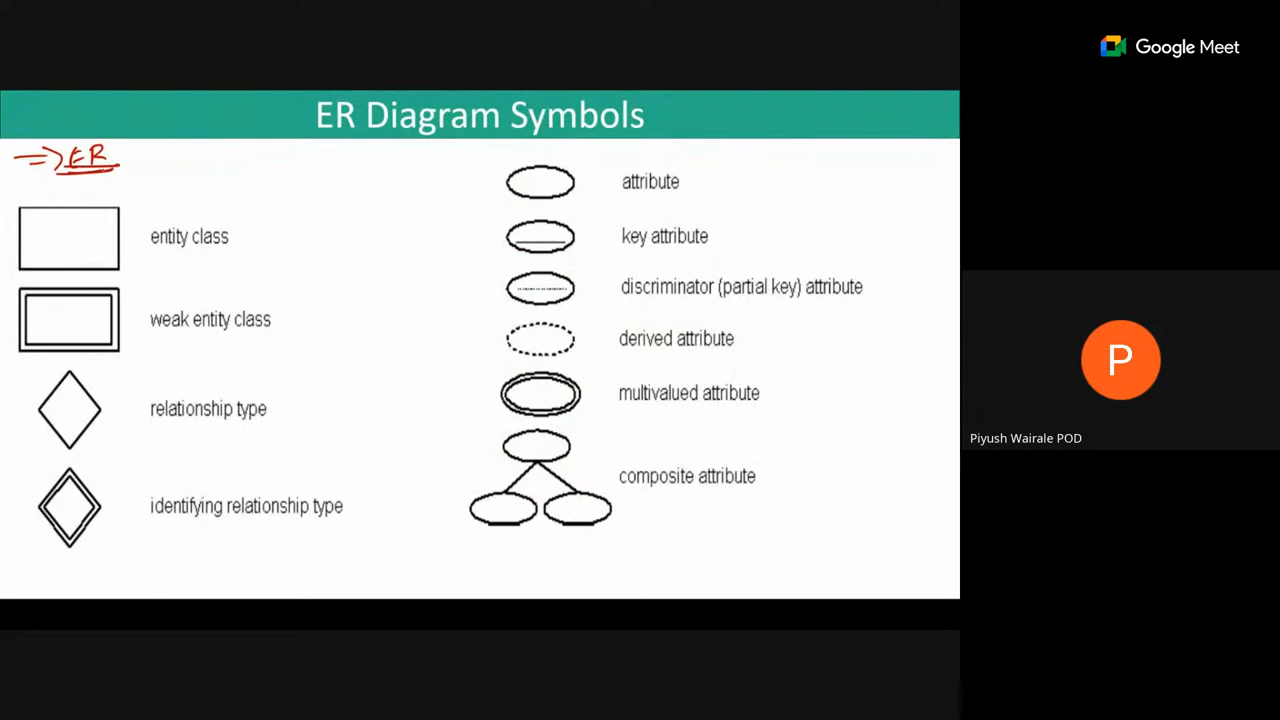 Google Meet
ER Diagram Symbols
=> ER
entity class
weak entity class
relationship type
identifying relationship type
attribute
key attribute
discriminator (partial key) attribute
derived attribute
multivalued attribute
composite attribute
P
Piyush Wairale POD